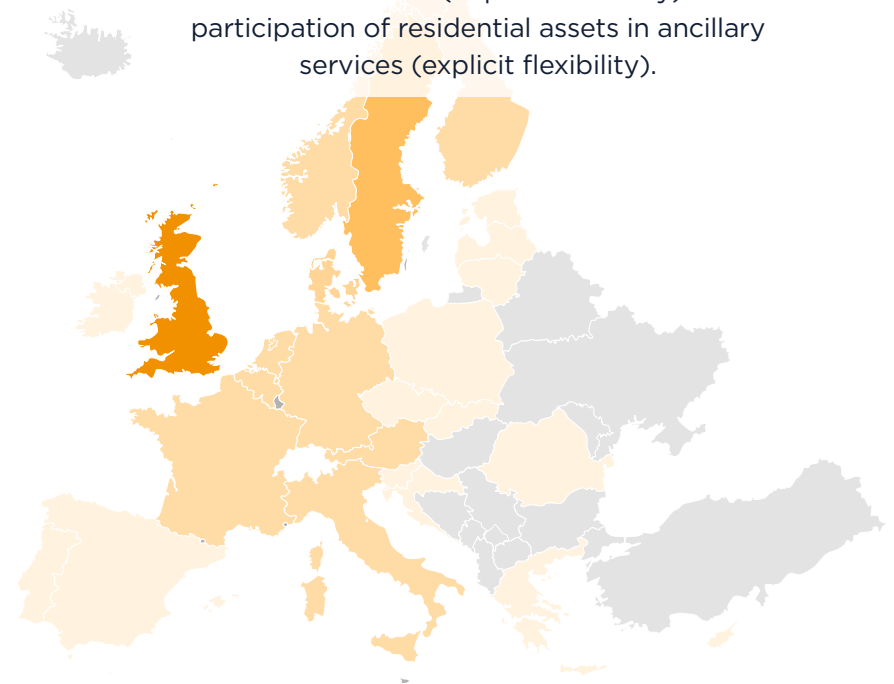 participation of residential assets in ancillary
services (explicit flexibility).